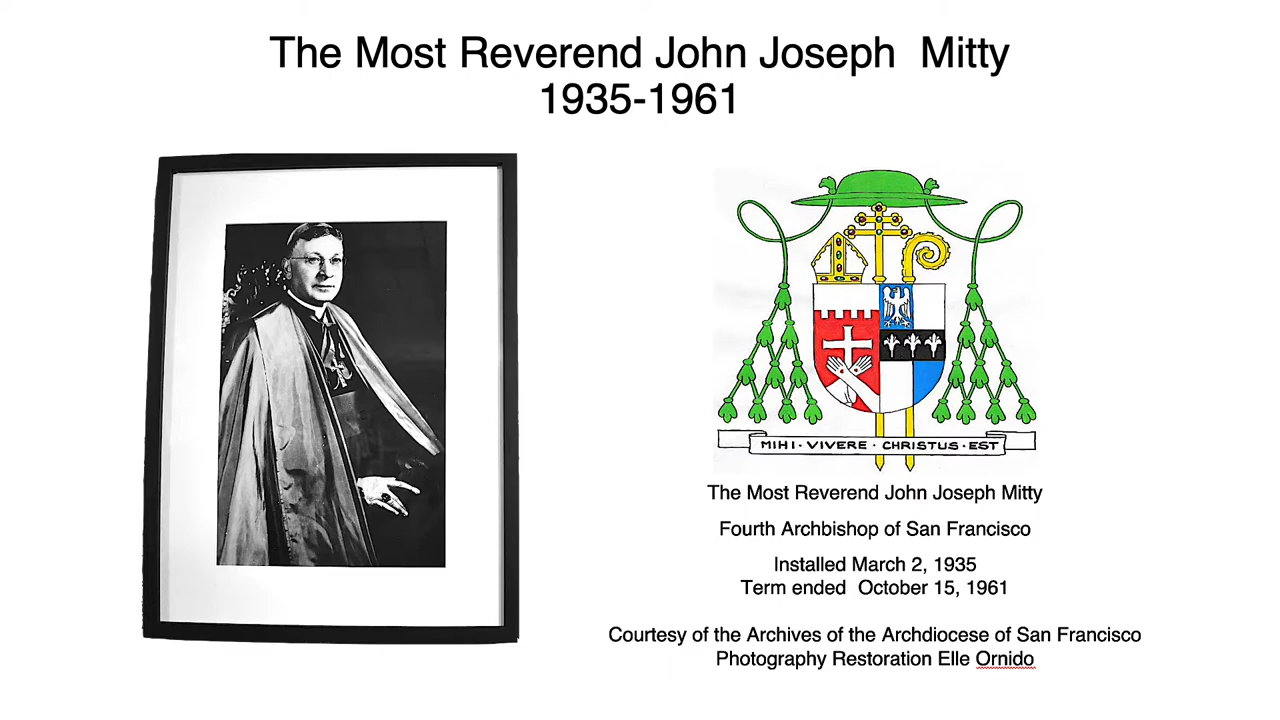 The Most Reverend John Joseph  Mitty
1935-1961
MIHI · VIVERE · CHRISTUS · EST
The Most Reverend John Joseph Mitty
Fourth Archbishop of San Francisco
Installed March 2, 1935
Term ended  October 15, 1961
Courtesy of the Archives of the Archdiocese of San Francisco
Photography Restoration Elle Ornido